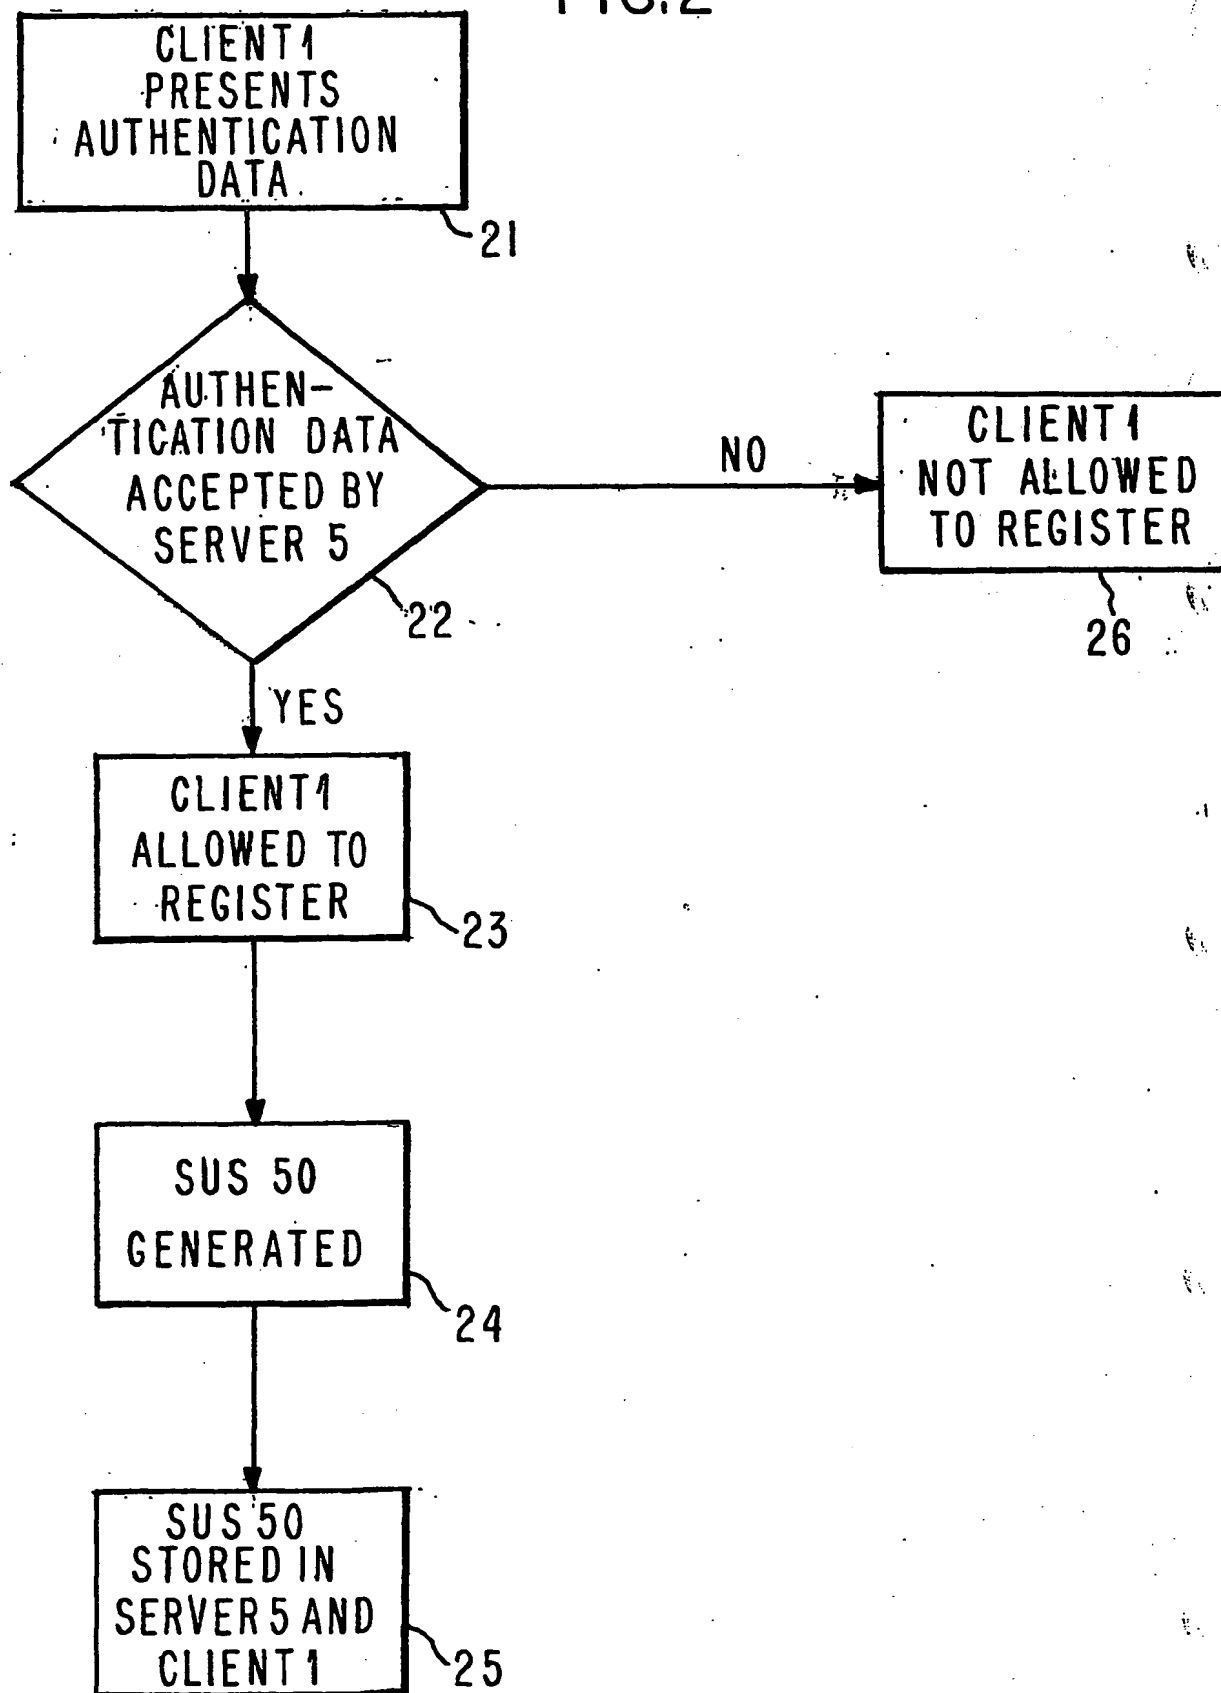 FIG. 2
CLIENT 1
PRESENTS
AUTHENTICATION
DATA
21
AUTHEN-
TICATION DATA
ACCEPTED BY
SERVER 5
22
NO
CLIENT 1
NOT ALLOWED
TO REGISTER
26
YES
CLIENT 1
ALLOWED TO
REGISTER
23
SUS 50
GENERATED
24
SUS 50
STORED IN
SERVER 5 AND
CLIENT 1
25